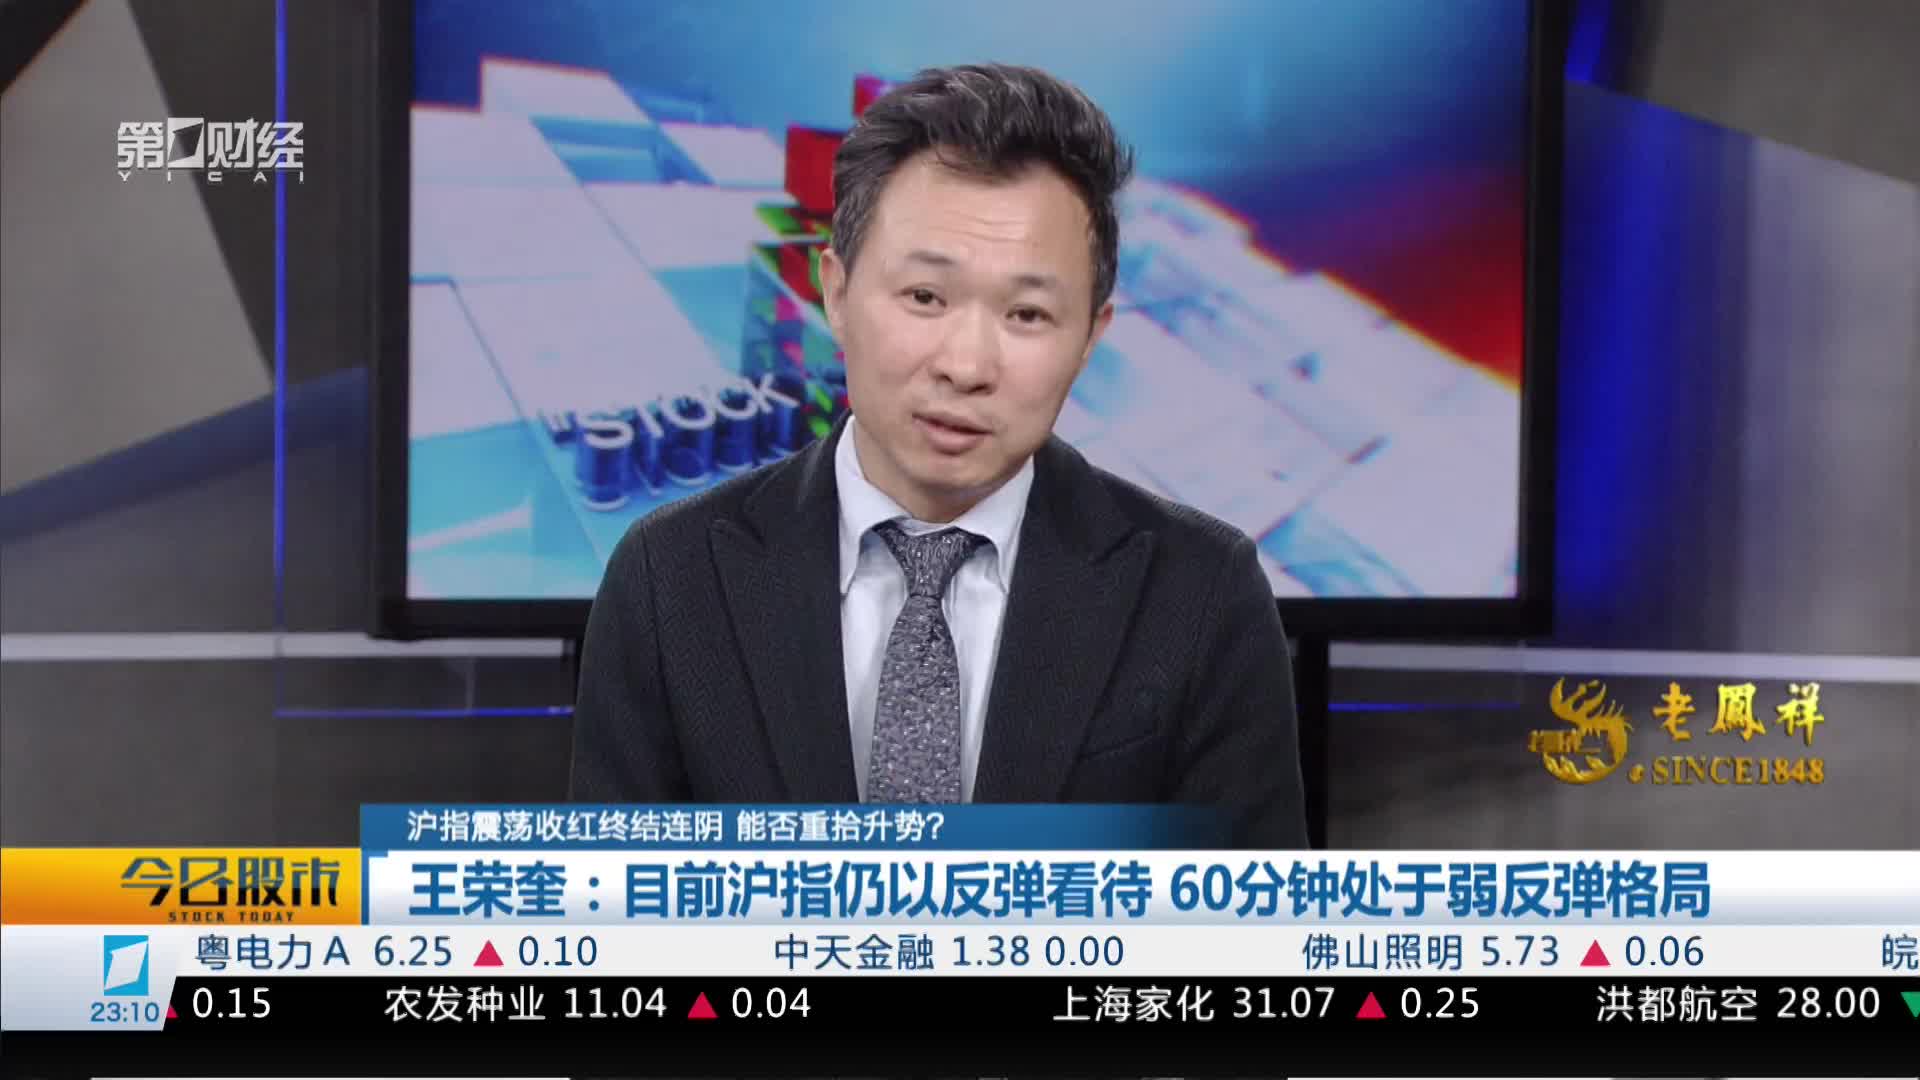 第1财经
YICAI
"STOCK
老鳳祥
SINCE1848
沪指震荡收红终结连阴 能否重拾升势？
今日股市
STOCK TODAY
王荣奎：目前沪指仍以反弹看待 60分钟处于弱反弹格局
粤电力A 6.25 ▲ 0.10 中天金融 1.38 0.00 佛山照明 5.73 ▲ 0.06 皖
23:10
0.15 农发种业 11.04 ▲ 0.04 上海家化 31.07 ▲ 0.25 洪都航空 28.00 ▼